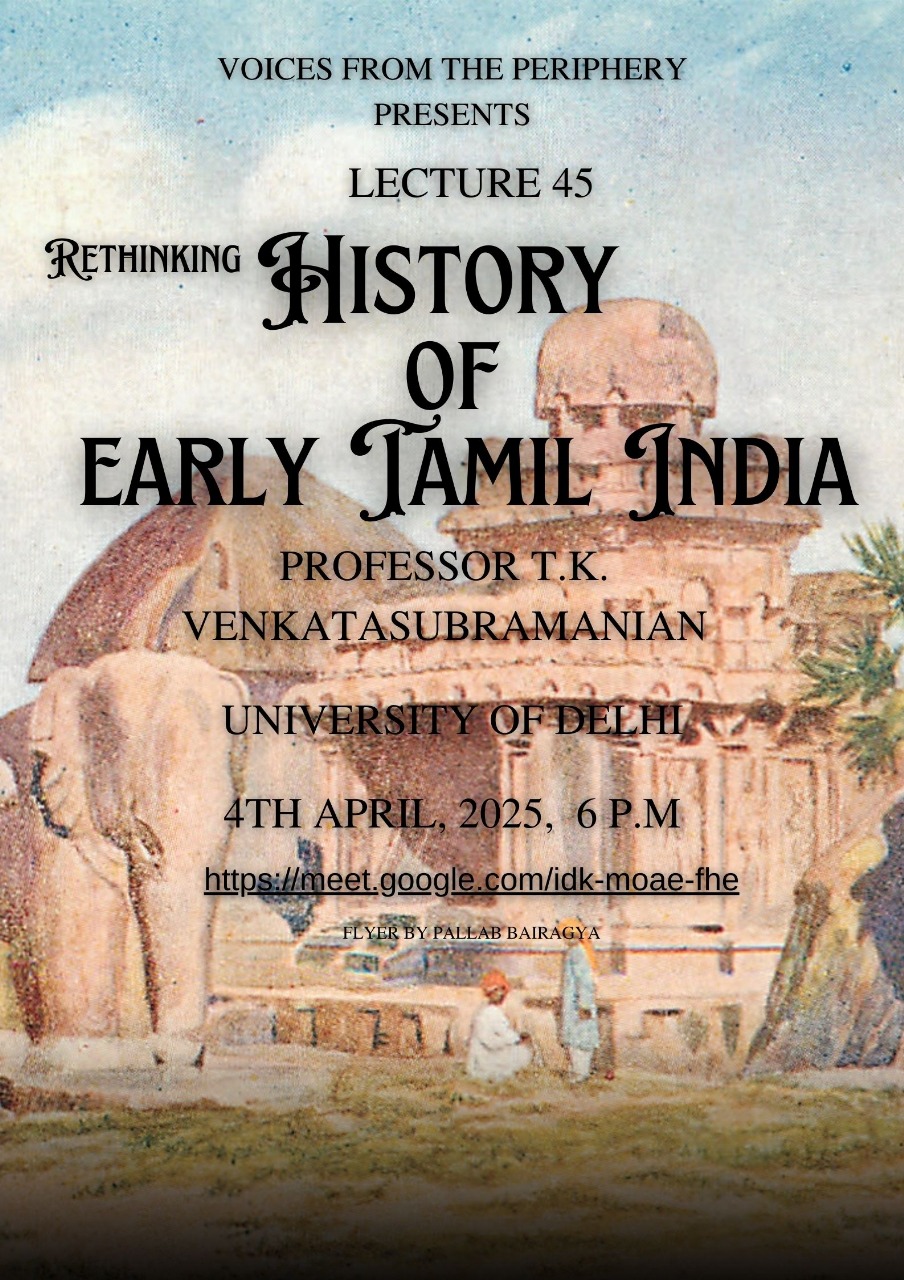 VOICES FROM THE PERIPHERY
PRESENTS
LECTURE 45
RETHINKING HISTORY
OF
EARLY TAMIL INDIA
PROFESSOR T.K.
VENKATASUBRAMANIAN
UNIVERSITY OF DELHI
4TH APRIL, 2025, 6 P.M
https://meet.google.com/idk-moae-fhe
FLYER BY PALLAB BAIRAGYA